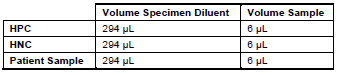 Volume Specimen Diluent Volume Sample
HPC 294 µL 6 µL
HNC 294 µL 6 µL
Patient Sample 294 µL 6 µL